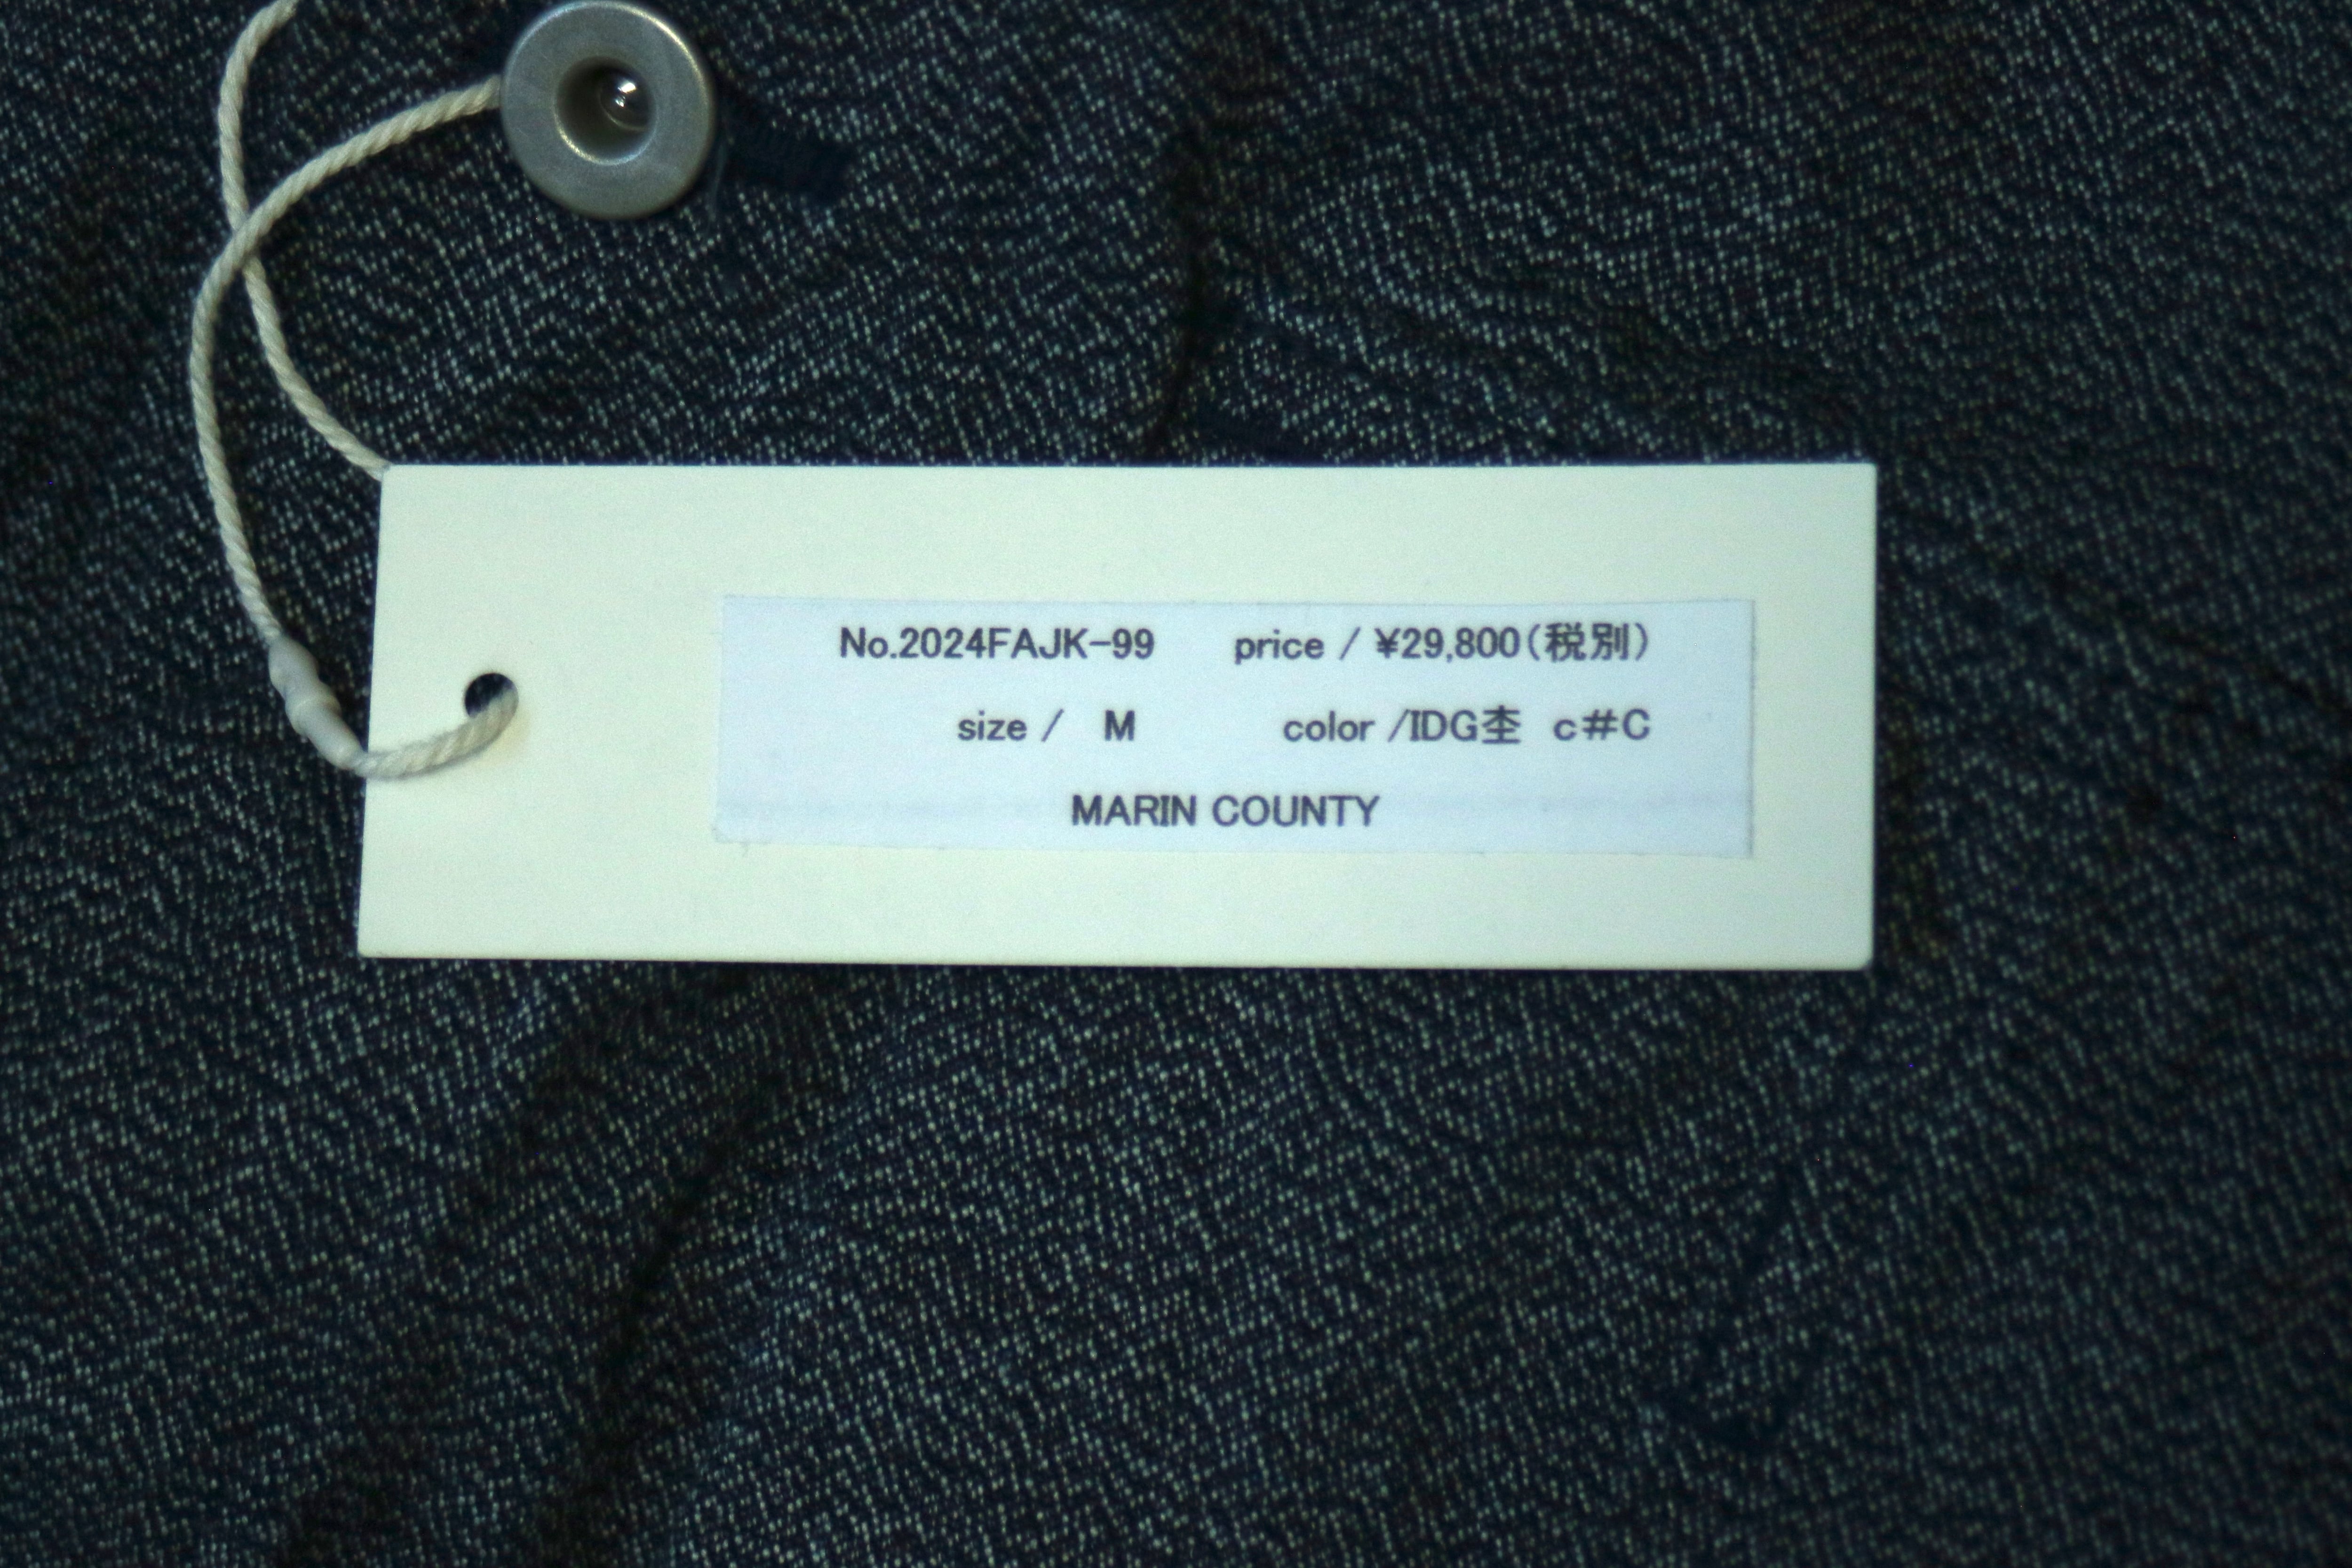 No.2024FAJK-99 price / ¥29,800(税別)
size / M color /IDG杢 c#C
MARIN COUNTY